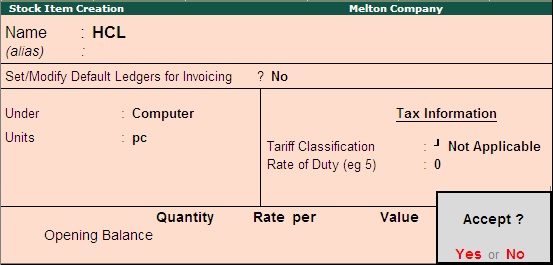 Stock Item Creation Melton Company
Name : HCL
(alias) :
Set/Modify Default Ledgers for Invoicing ? No
Under : Computer
Units : pc
Tax Information
Tariff Classification : ┘ Not Applicable
Rate of Duty (eg 5) : 0
Quantity Rate per Value
Opening Balance
Accept ?
Yes or No